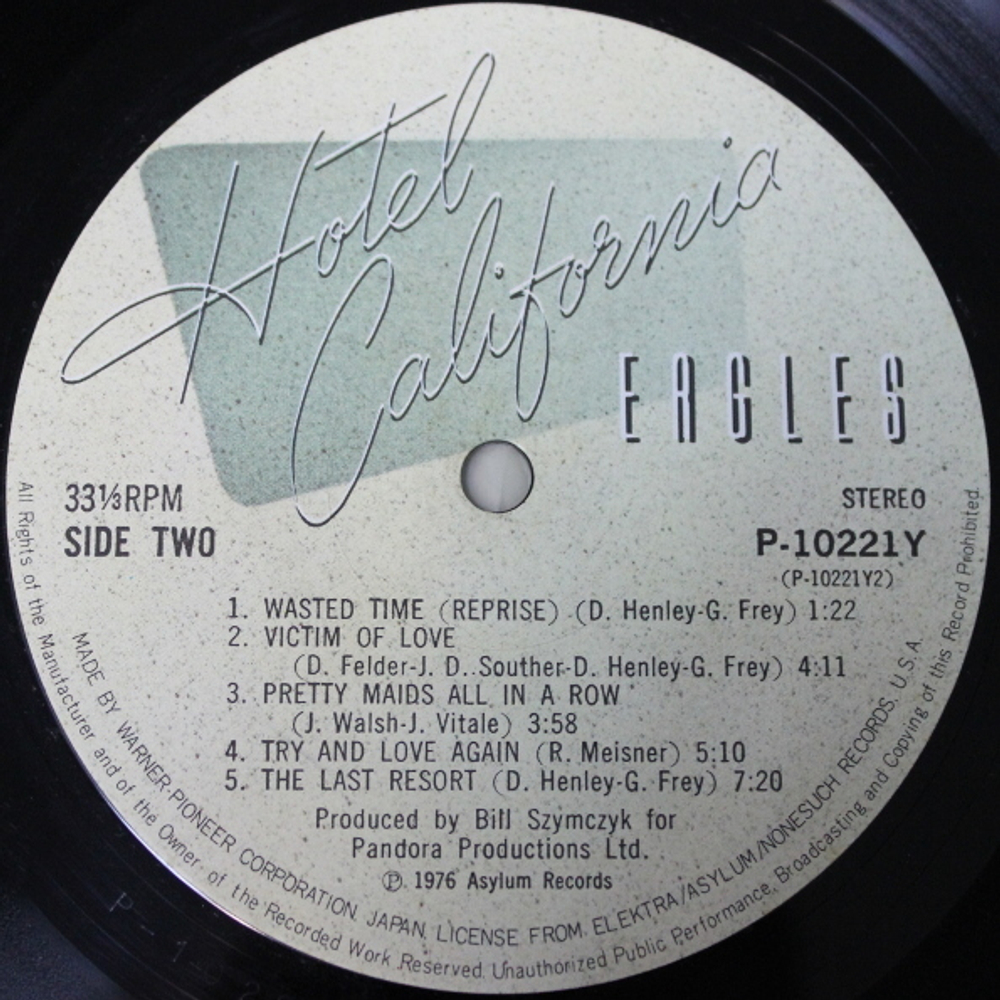 Hotel
California
EAGLES
33⅓RPM
STEREO
SIDE TWO
P-10221Y
(P-10221Y2)
1. WASTED TIME (REPRISE) (D. Henley-G. Frey) 1:22
2. VICTIM OF LOVE
(D. Felder-J. D. Souther-D. Henley-G. Frey) 4:11
3. PRETTY MAIDS ALL IN A ROW
(J. Walsh-J. Vitale) 3:58
4. TRY AND LOVE AGAIN (R. Meisner) 5:10
5. THE LAST RESORT (D. Henley-G. Frey) 7:20
Produced by Bill Szymczyk for
Pandora Productions Ltd.
℗ 1976 Asylum Records
MADE BY WARNER-PIONEER CORPORATION, JAPAN. LICENSE FROM. ELEKTRA/ASYLUM/NONESUCH RECORDS. U.S.A.
All Rights of the Manufacturer and of the Owner of the Recorded Work Reserved. Unauthorized Public Performance, Broadcasting and Copying of this Record Prohibited.